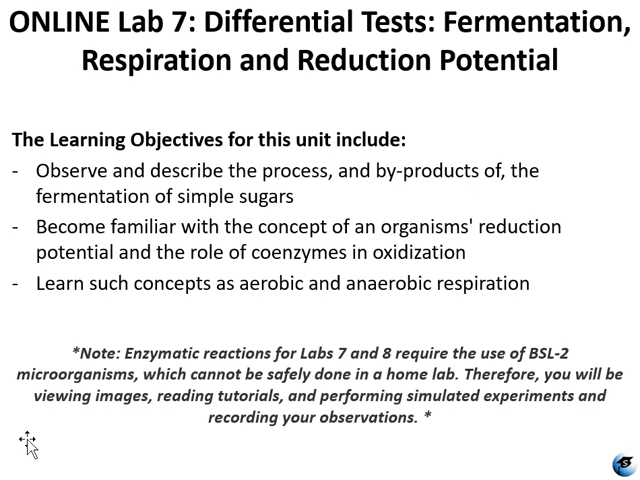 ONLINE Lab 7: Differential Tests: Fermentation,
Respiration and Reduction Potential
The Learning Objectives for this unit include:
- Observe and describe the process, and by-products of, the
fermentation of simple sugars
- Become familiar with the concept of an organisms' reduction
potential and the role of coenzymes in oxidization
- Learn such concepts as aerobic and anaerobic respiration
*Note: Enzymatic reactions for Labs 7 and 8 require the use of BSL-2
microorganisms, which cannot be safely done in a home lab. Therefore, you will be
viewing images, reading tutorials, and performing simulated experiments and
recording your observations. *
S